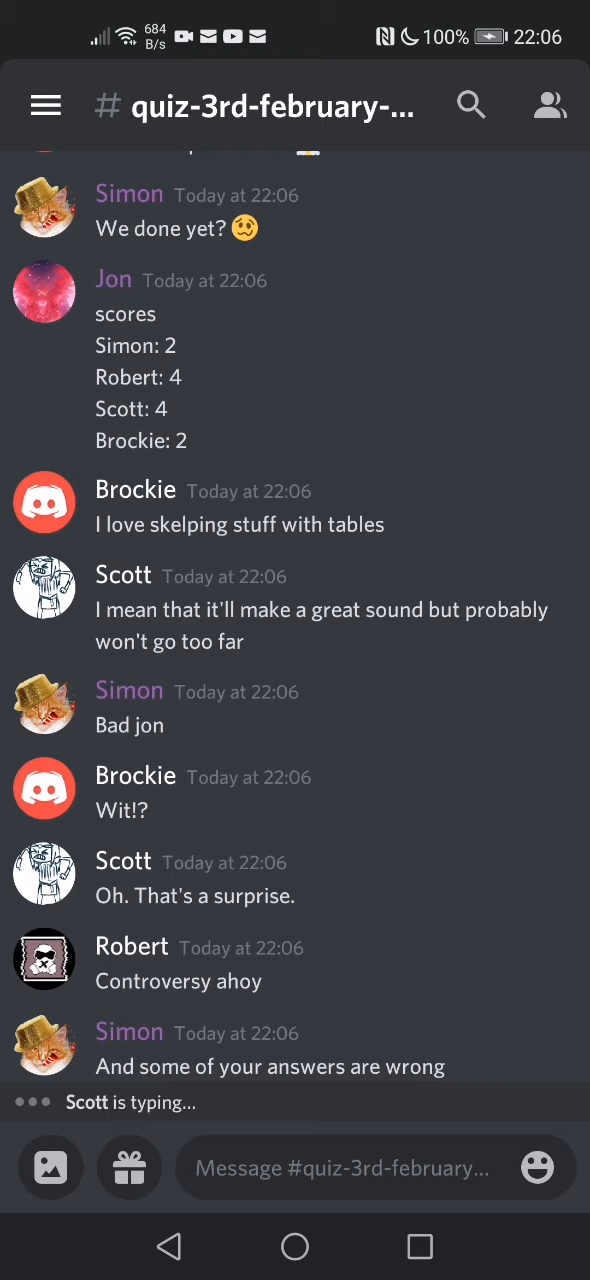 684 B/s 100% 22:06
# quiz-3rd-february-...
Simon Today at 22:06
We done yet? 🥴
Jon Today at 22:06
scores
Simon: 2
Robert: 4
Scott: 4
Brockie: 2
Brockie Today at 22:06
I love skelping stuff with tables
Scott Today at 22:06
I mean that it'll make a great sound but probably
won't go too far
Simon Today at 22:06
Bad jon
Brockie Today at 22:06
Wit!?
Scott Today at 22:06
Oh. That's a surprise.
Robert Today at 22:06
Controversy ahoy
Simon Today at 22:06
And some of your answers are wrong
Scott is typing...
Message #quiz-3rd-february...